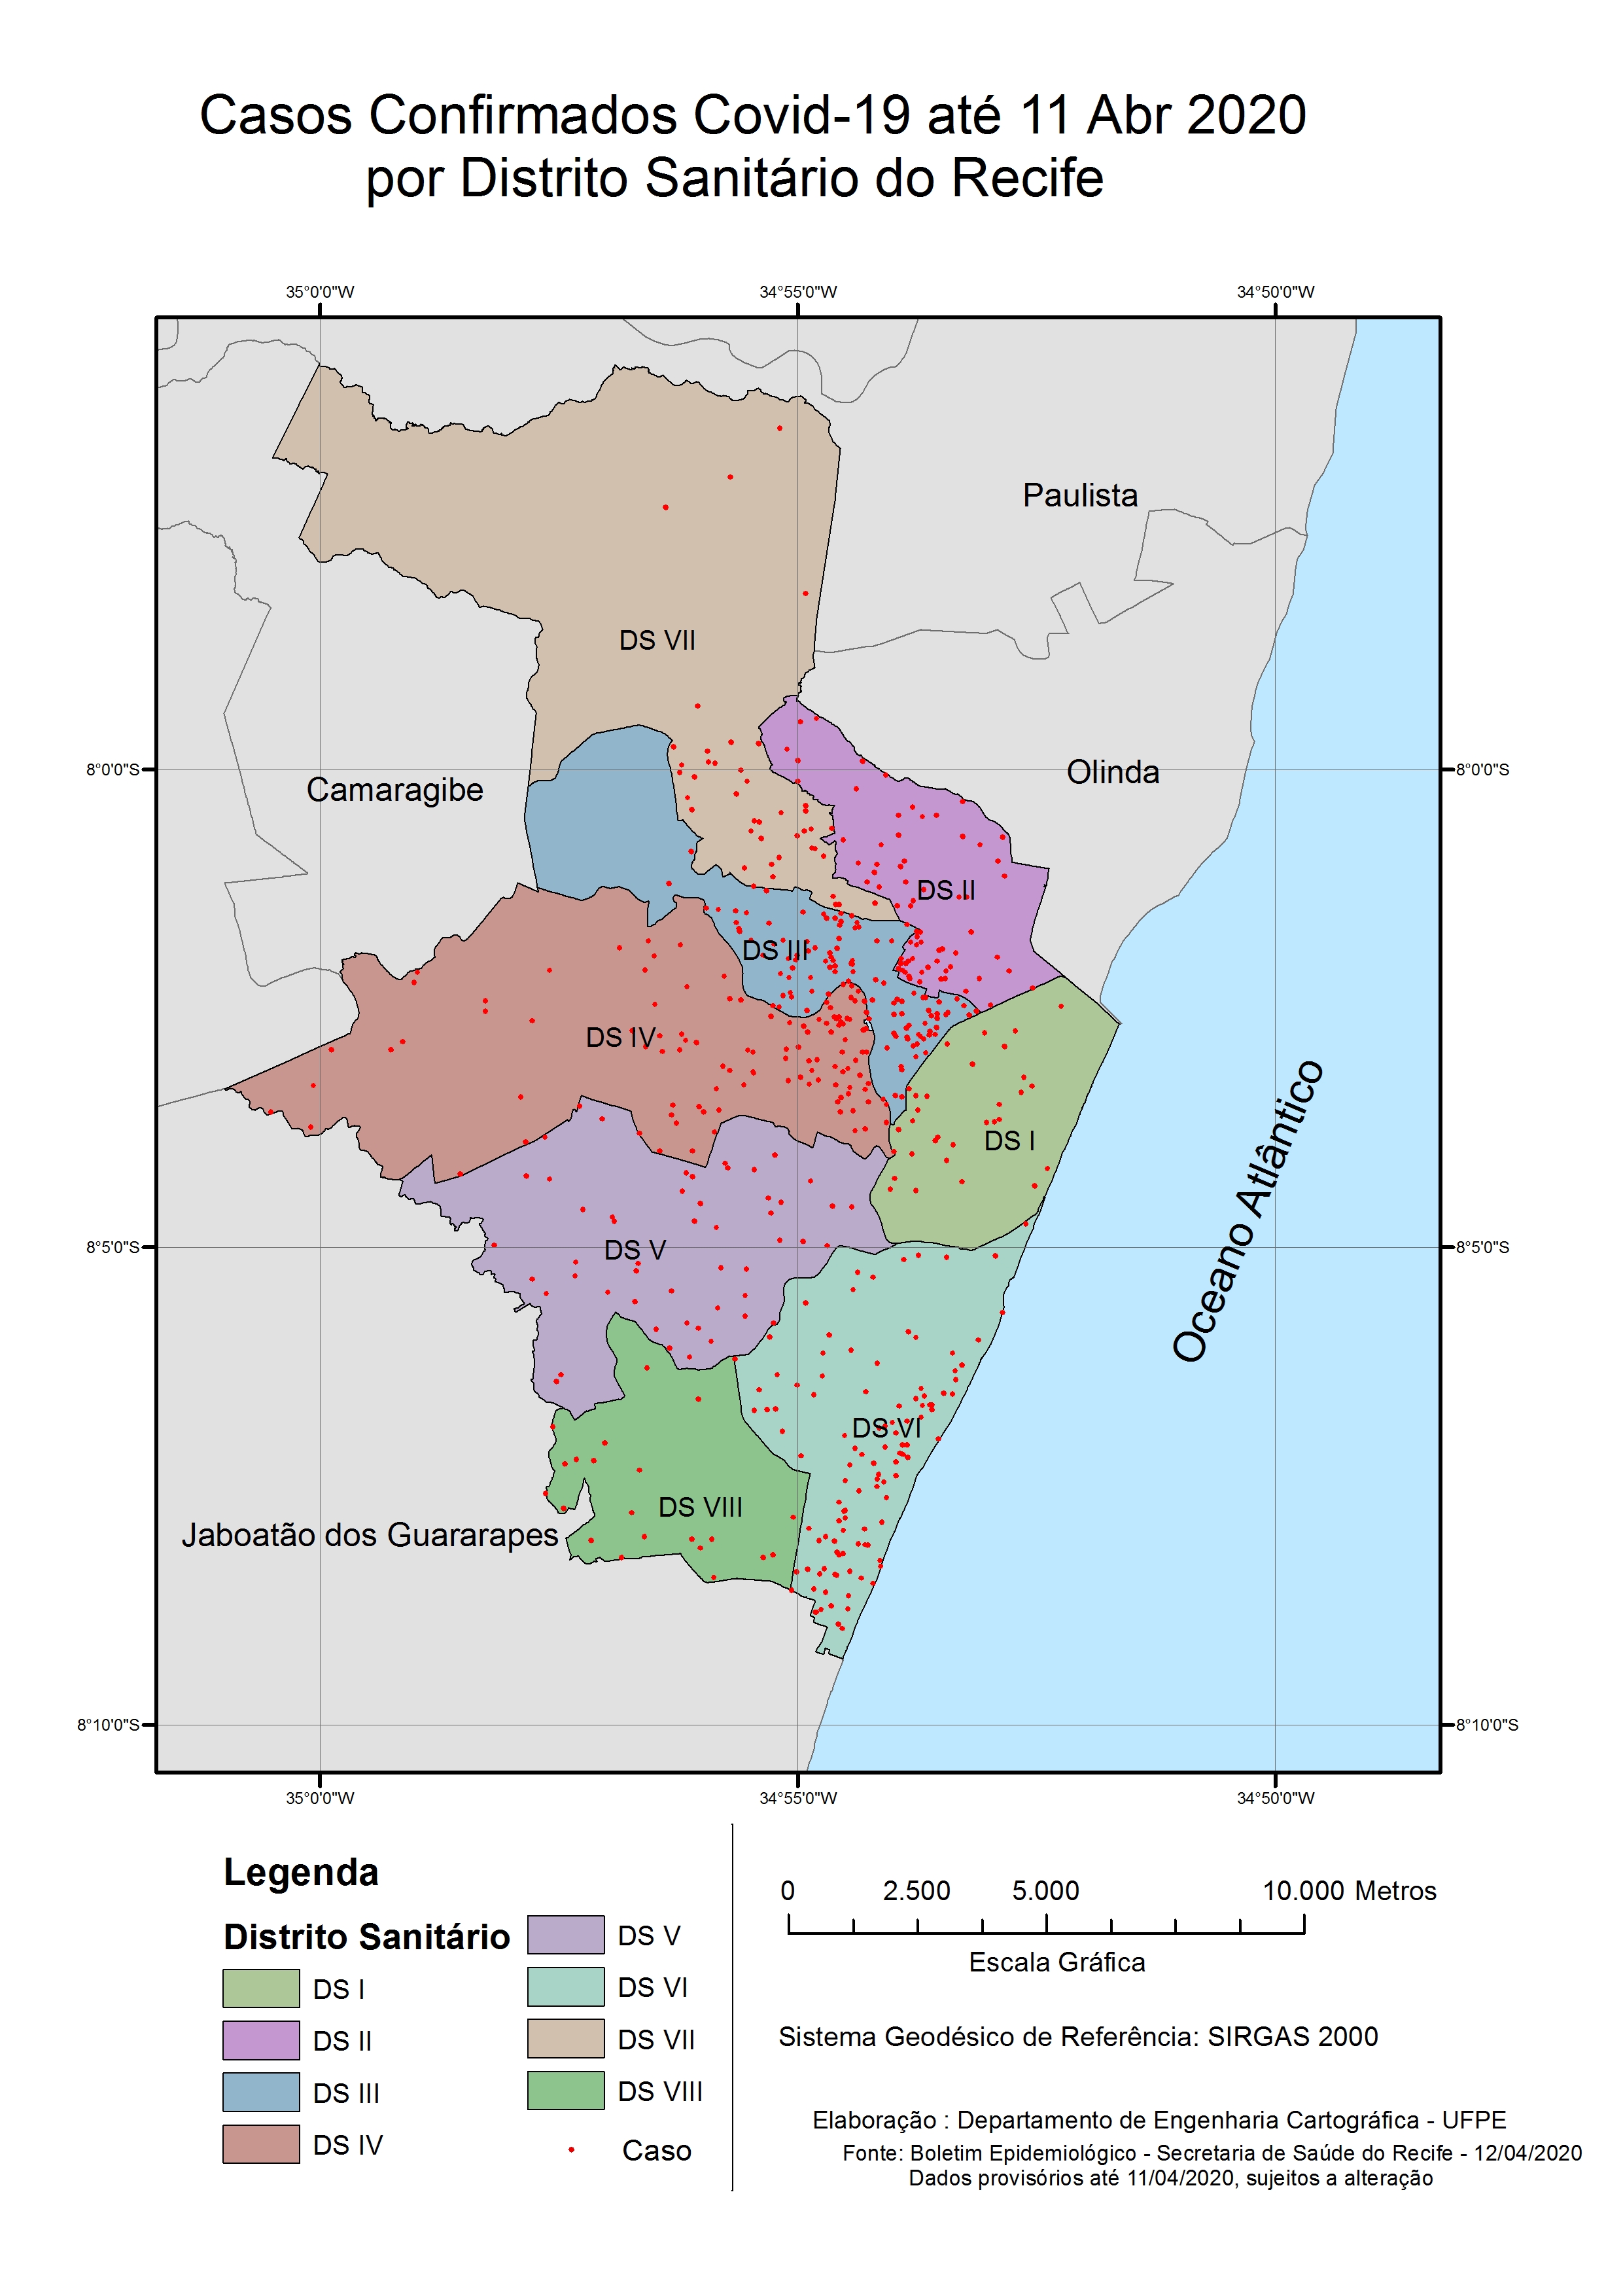 Casos Confirmados Covid-19 até 11 Abr 2020
por Distrito Sanitário do Recife
35°0'0"W
34°55'0"W
34°50'0"W
Paulista
DS VII
8°0'0"S
Camaragibe
Olinda
8°0'0"S
DS II
DS III
DS IV
DS I
Oceano Atlântico
8°5'0"S
DS V
8°5'0"S
DS VI
DS VIII
Jaboatão dos Guararapes
8°10'0"S
8°10'0"S
35°0'0"W
34°55'0"W
34°50'0"W
Legenda
Distrito Sanitário
DS I
DS II
DS III
DS IV
DS V
DS VI
DS VII
DS VIII
Caso
0 2.500 5.000 10.000 Metros
Escala Gráfica
Sistema Geodésico de Referência: SIRGAS 2000
Elaboração : Departamento de Engenharia Cartográfica - UFPE
Fonte: Boletim Epidemiológico - Secretaria de Saúde do Recife - 12/04/2020
Dados provisórios até 11/04/2020, sujeitos a alteração